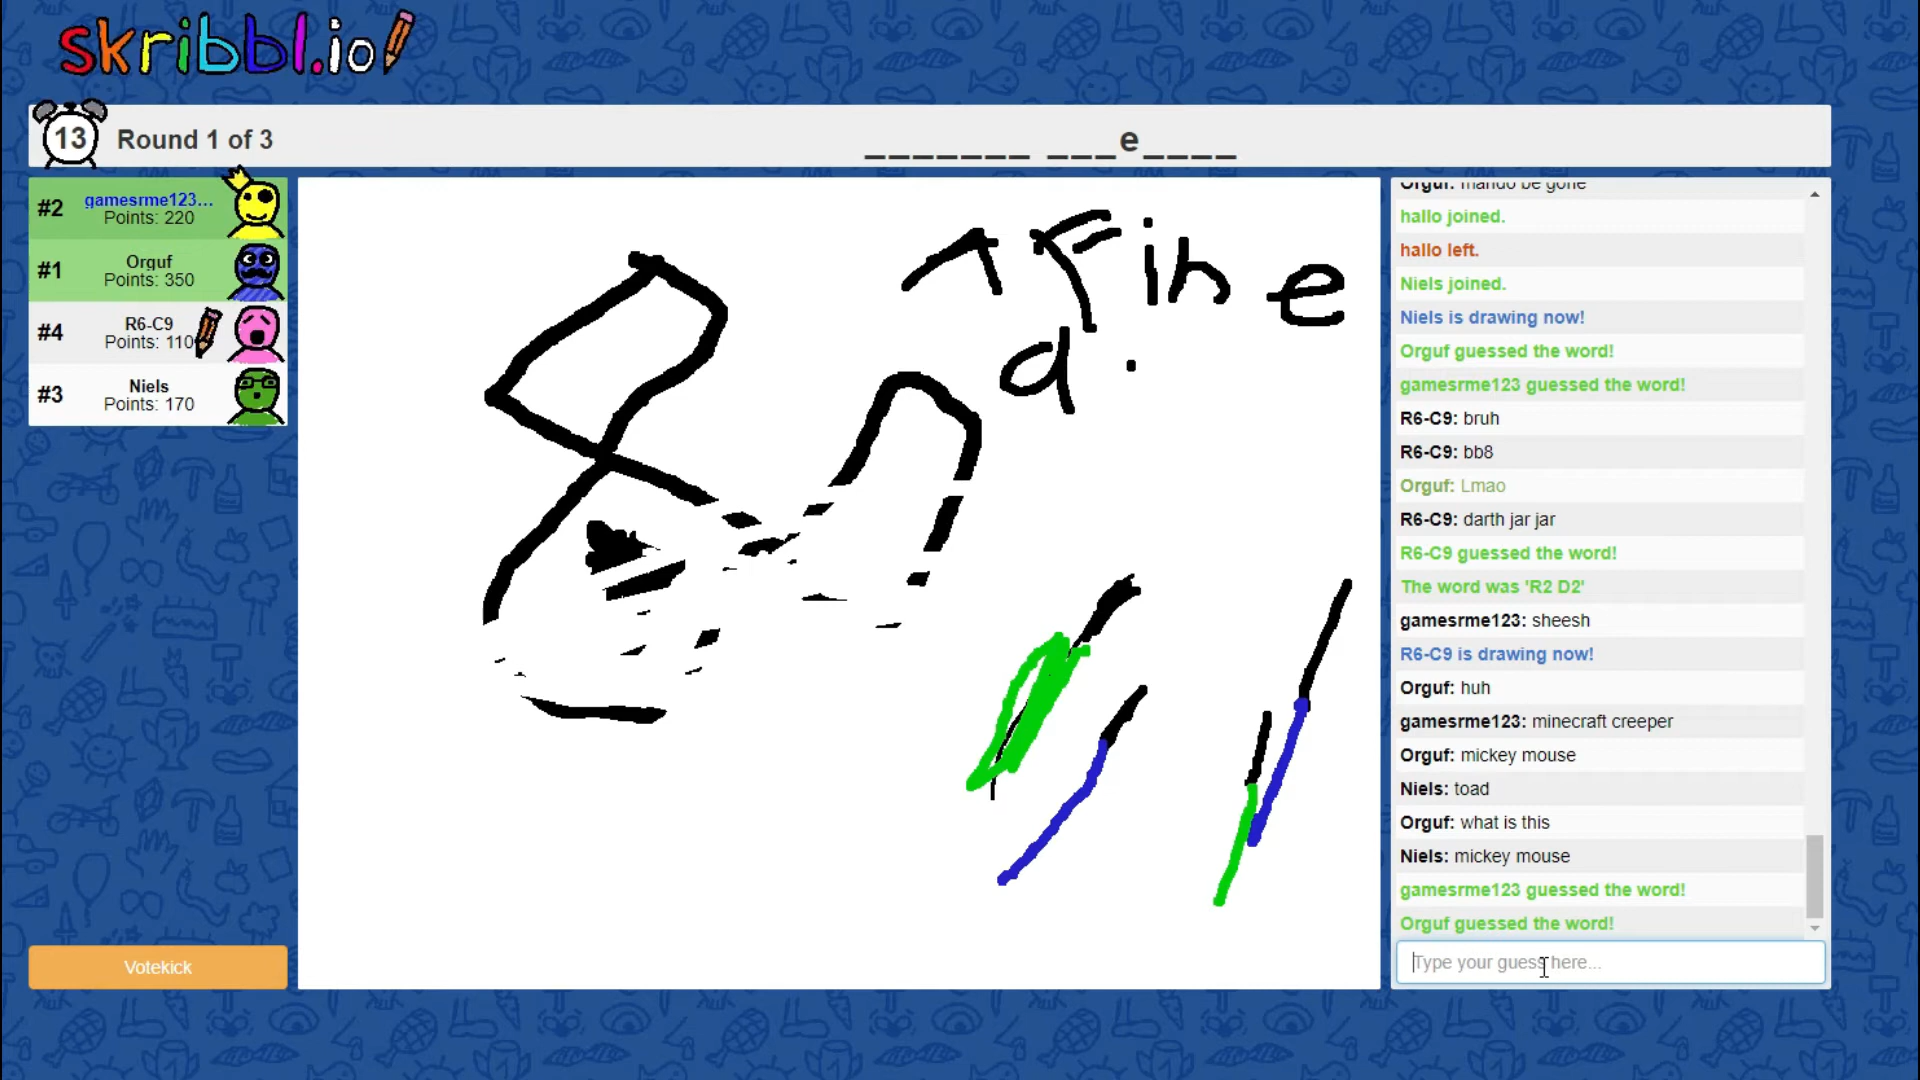 skribbl.io
13 Round 1 of 3
_______ ___e____
#2 gamesrme123...
Points: 220
#1 Orguf
Points: 350
#4 R6-C9
Points: 110
#3 Niels
Points: 170
Votekick
A Fine
d.
Orguf: mando be gone
hallo joined.
hallo left.
Niels joined.
Niels is drawing now!
Orguf guessed the word!
gamesrme123 guessed the word!
R6-C9: bruh
R6-C9: bb8
Orguf: Lmao
R6-C9: darth jar jar
R6-C9 guessed the word!
The word was 'R2 D2'
gamesrme123: sheesh
R6-C9 is drawing now!
Orguf: huh
gamesrme123: minecraft creeper
Orguf: mickey mouse
Niels: toad
Orguf: what is this
Niels: mickey mouse
gamesrme123 guessed the word!
Orguf guessed the word!
Type your guess here...